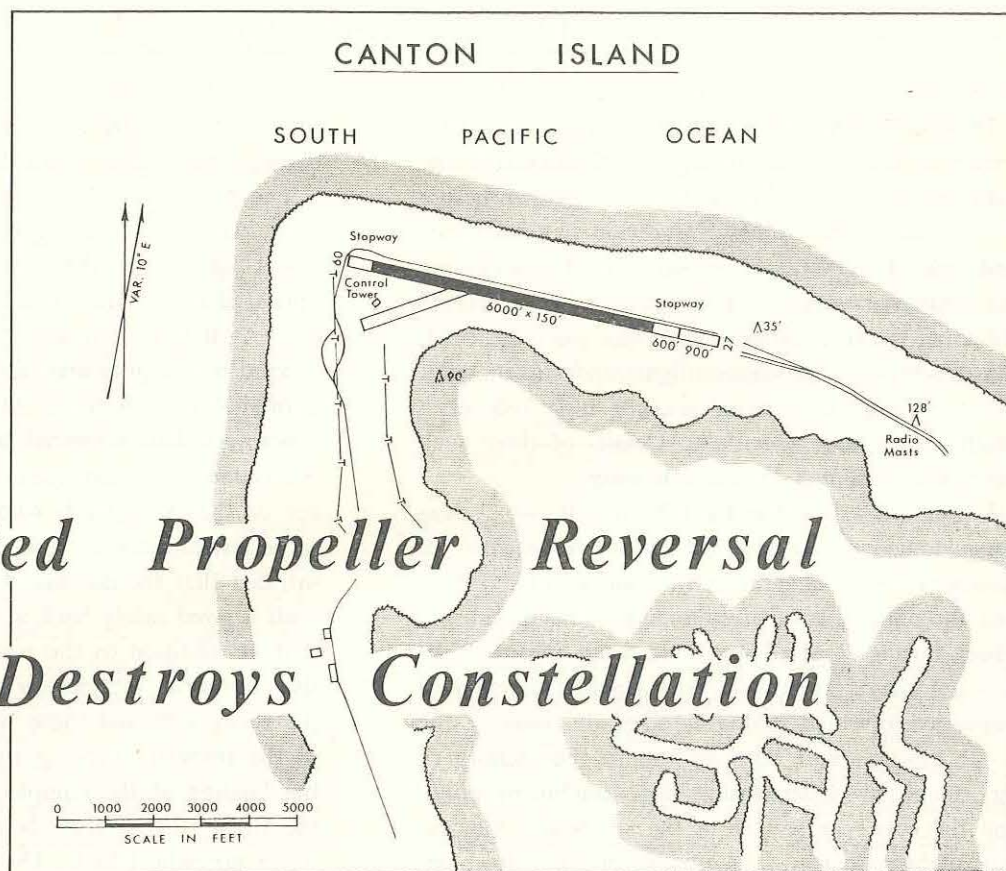 CANTON ISLAND
SOUTH PACIFIC OCEAN
VAR. 10° E
Stopway
09
Control
Tower
6000' x 150'
Stopway
600' 900'
27
35'
90'
128'
Radio
Masts
ed Propeller Reversal
Destroys Constellation
0 1000 2000 3000 4000 5000
SCALE IN FEET